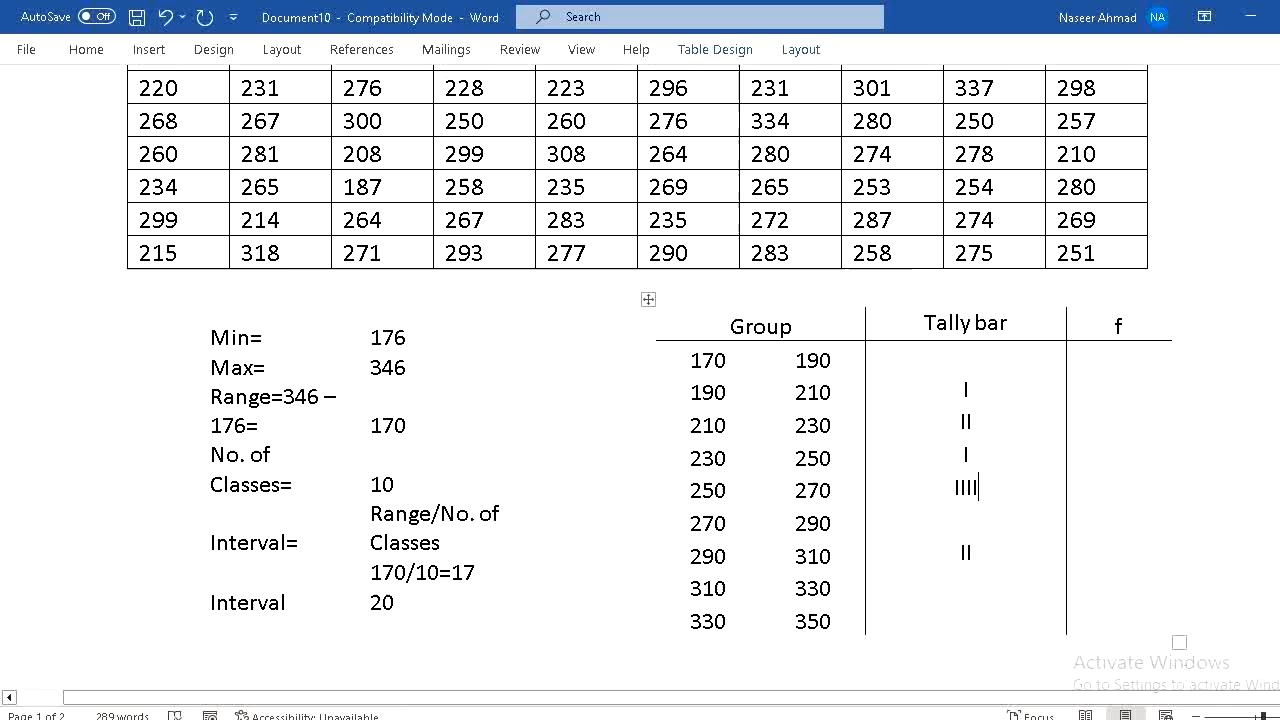 AutoSave Off Document10 - Compatibility Mode - Word Search Naseer Ahmad NA
File Home Insert Design Layout References Mailings Review View Help Table Design Layout
220 231 276 228 223 296 231 301 337 298
268 267 300 250 260 276 334 280 250 257
260 281 208 299 308 264 280 274 278 210
234 265 187 258 235 269 265 253 254 280
299 214 264 267 283 235 272 287 274 269
215 318 271 293 277 290 283 258 275 251
Min= 176
Max= 346
Range=346 –
176= 170
No. of
Classes= 10
Range/No. of
Interval= Classes
170/10=17
Interval 20
Group Tally bar f
170 190
190 210 I
210 230 II
230 250 I
250 270 IIII
270 290
290 310 II
310 330
330 350
Activate Windows
Go to Settings to activate Wind
Page 1 of 2 289 words Accessibility: Unavailable Focus